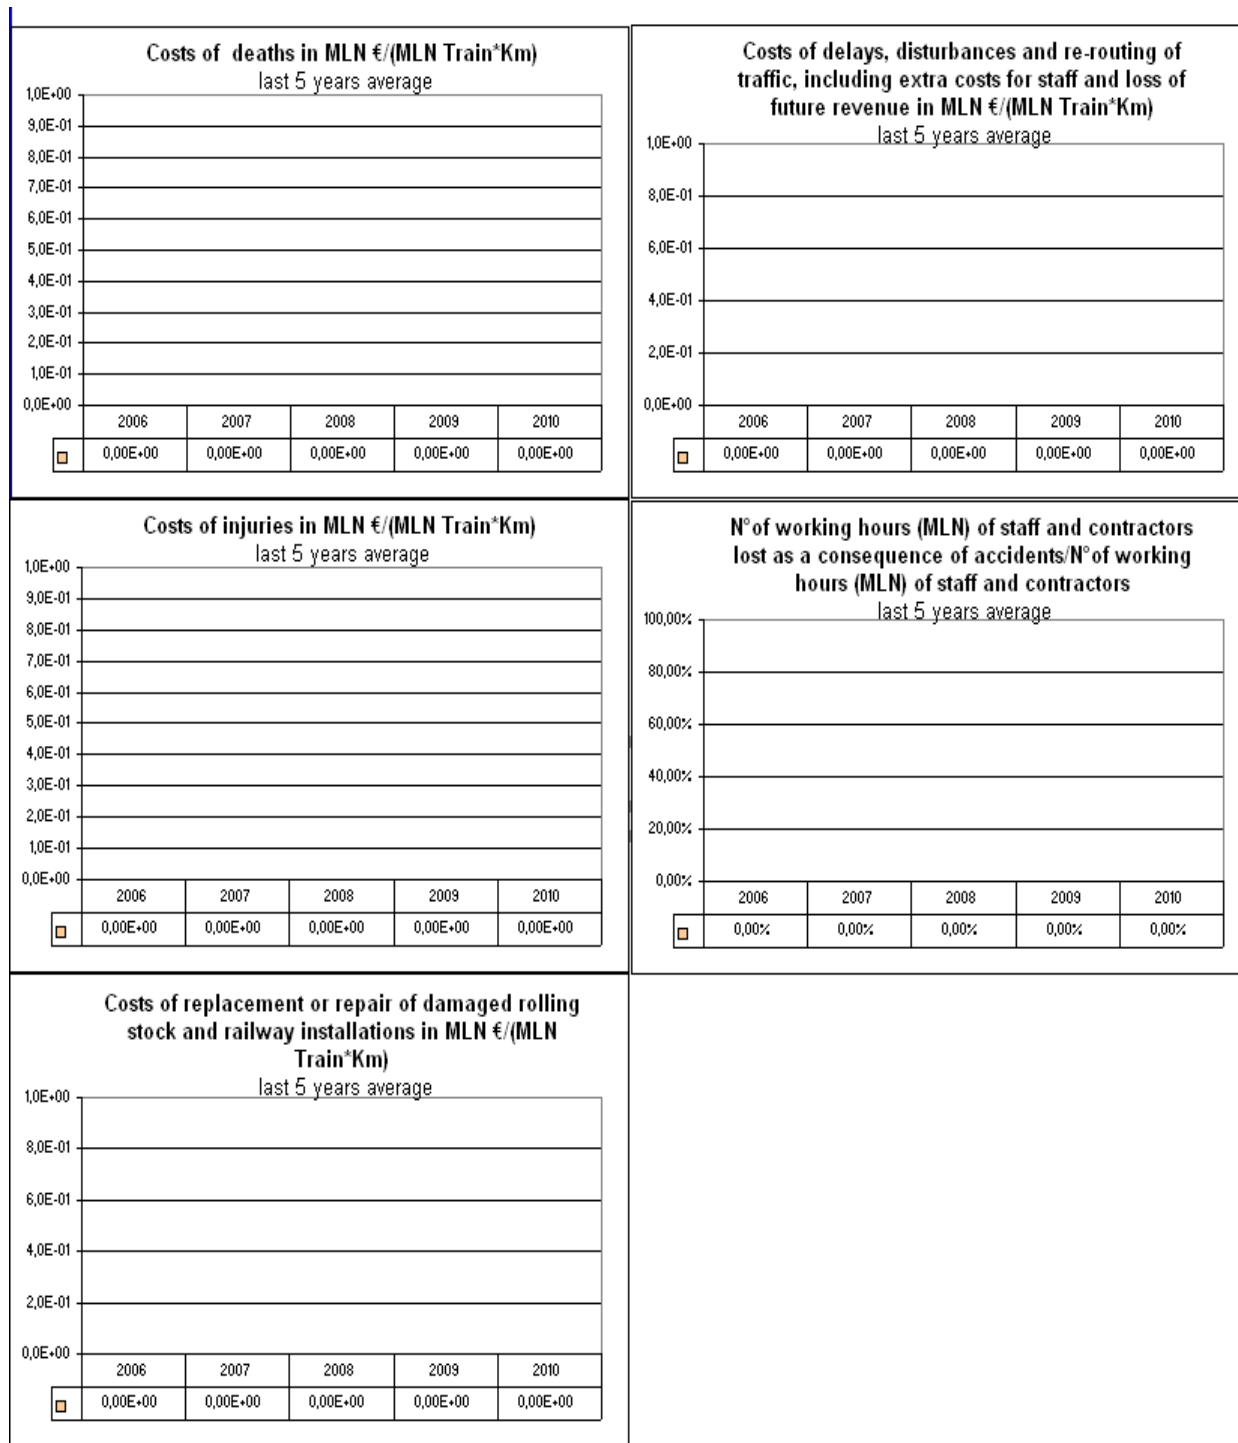 Costs of deaths in MLN €/(MLN Train*Km)
last 5 years average
1,0E+00
9,0E-01
8,0E-01
7,0E-01
6,0E-01
5,0E-01
4,0E-01
3,0E-01
2,0E-01
1,0E-01
0,0E+00
2006 2007 2008 2009 2010
0,00E+00 0,00E+00 0,00E+00 0,00E+00 0,00E+00
Costs of delays, disturbances and re-routing of
traffic, including extra costs for staff and loss of
future revenue in MLN €/(MLN Train*Km)
last 5 years average
1,0E+00
8,0E-01
6,0E-01
4,0E-01
2,0E-01
0,0E+00
2006 2007 2008 2009 2010
0,00E+00 0,00E+00 0,00E+00 0,00E+00 0,00E+00
Costs of injuries in MLN €/(MLN Train*Km)
last 5 years average
1,0E+00
9,0E-01
8,0E-01
7,0E-01
6,0E-01
5,0E-01
4,0E-01
3,0E-01
2,0E-01
1,0E-01
0,0E+00
2006 2007 2008 2009 2010
0,00E+00 0,00E+00 0,00E+00 0,00E+00 0,00E+00
N°of working hours (MLN) of staff and contractors
lost as a consequence of accidents/N°of working
hours (MLN) of staff and contractors
last 5 years average
100,00%
80,00%
60,00%
40,00%
20,00%
0,00%
2006 2007 2008 2009 2010
0,00% 0,00% 0,00% 0,00% 0,00%
Costs of replacement or repair of damaged rolling
stock and railway installations in MLN €/(MLN
Train*Km)
last 5 years average
1,0E+00
8,0E-01
6,0E-01
4,0E-01
2,0E-01
0,0E+00
2006 2007 2008 2009 2010
0,00E+00 0,00E+00 0,00E+00 0,00E+00 0,00E+00